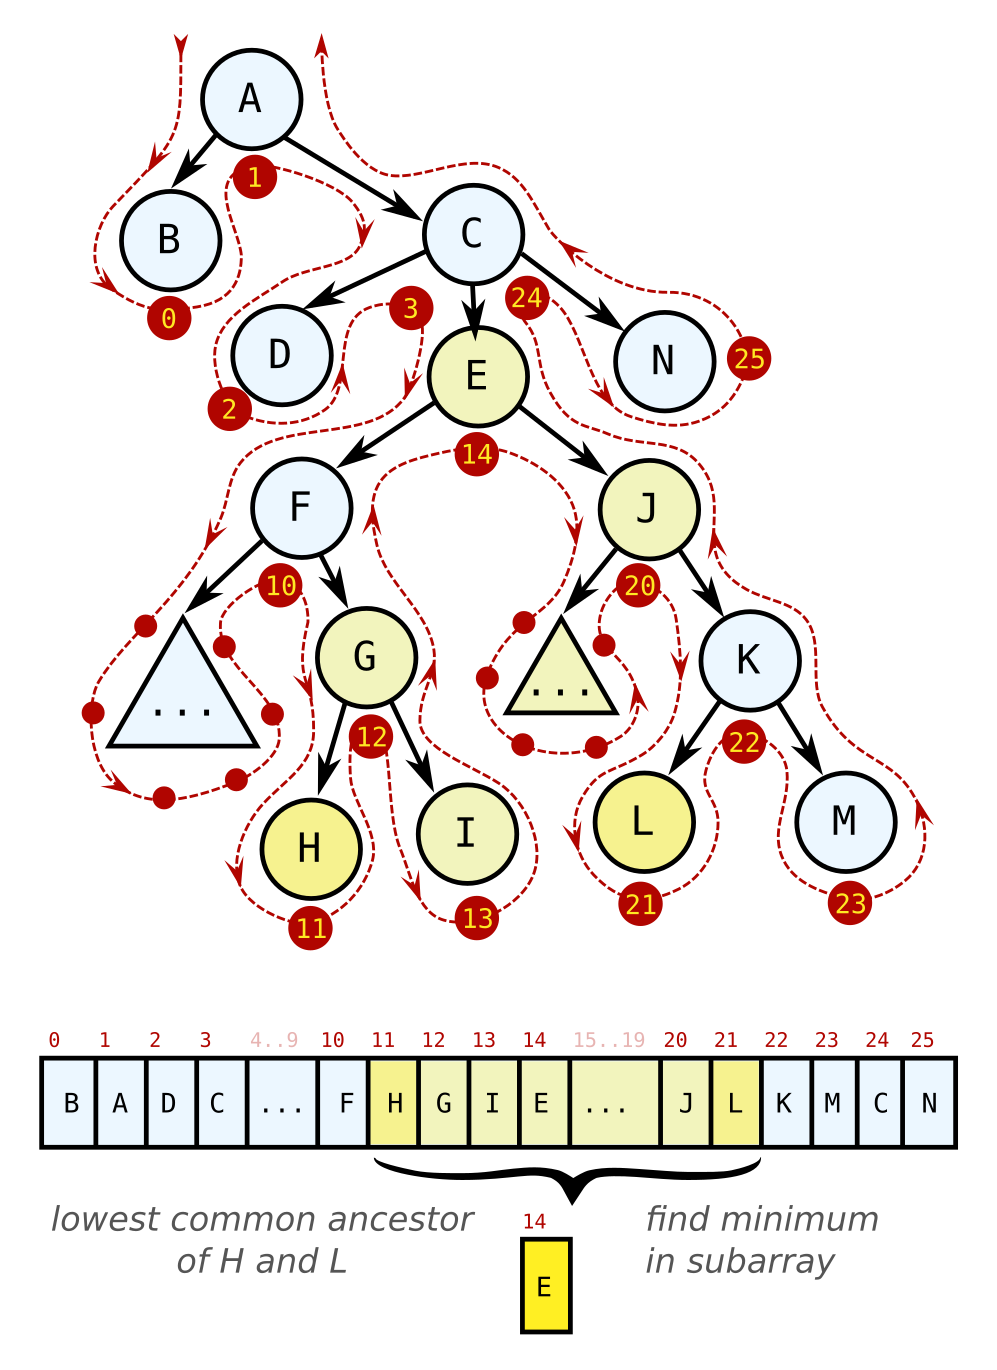 A
1
B
C
0
3
24
D
E
N
25
2
14
F
J
10
20
G
K
...
...
12
22
H
I
L
M
11
13
21
23
0 1 2 3 4..9 10 11 12 13 14 15..19 20 21 22 23 24 25
B A D C ... F H G I E ... J L K M C N
lowest common ancestor
of H and L
14
E
find minimum
in subarray